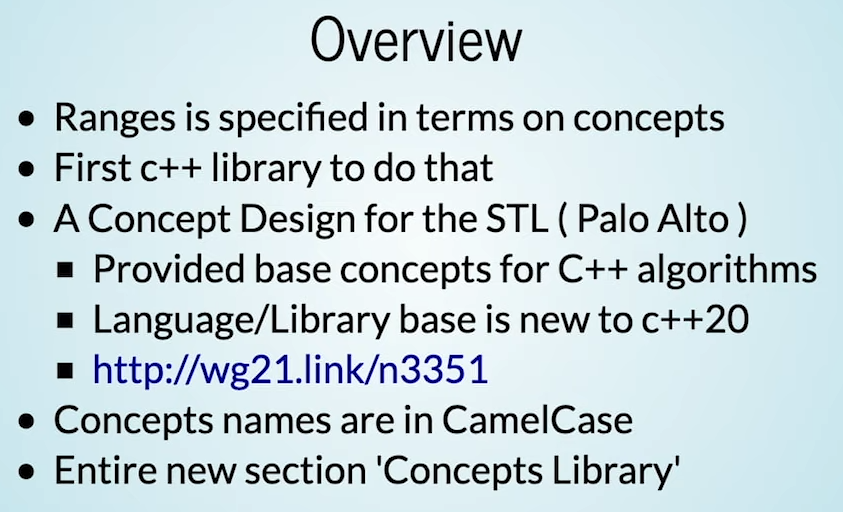 Overview
Ranges is specified in terms on concepts
First c++ library to do that
A Concept Design for the STL ( Palo Alto )
Provided base concepts for C++ algorithms
Language/Library base is new to c++20
http://wg21.link/n3351
Concepts names are in CamelCase
Entire new section 'Concepts Library'